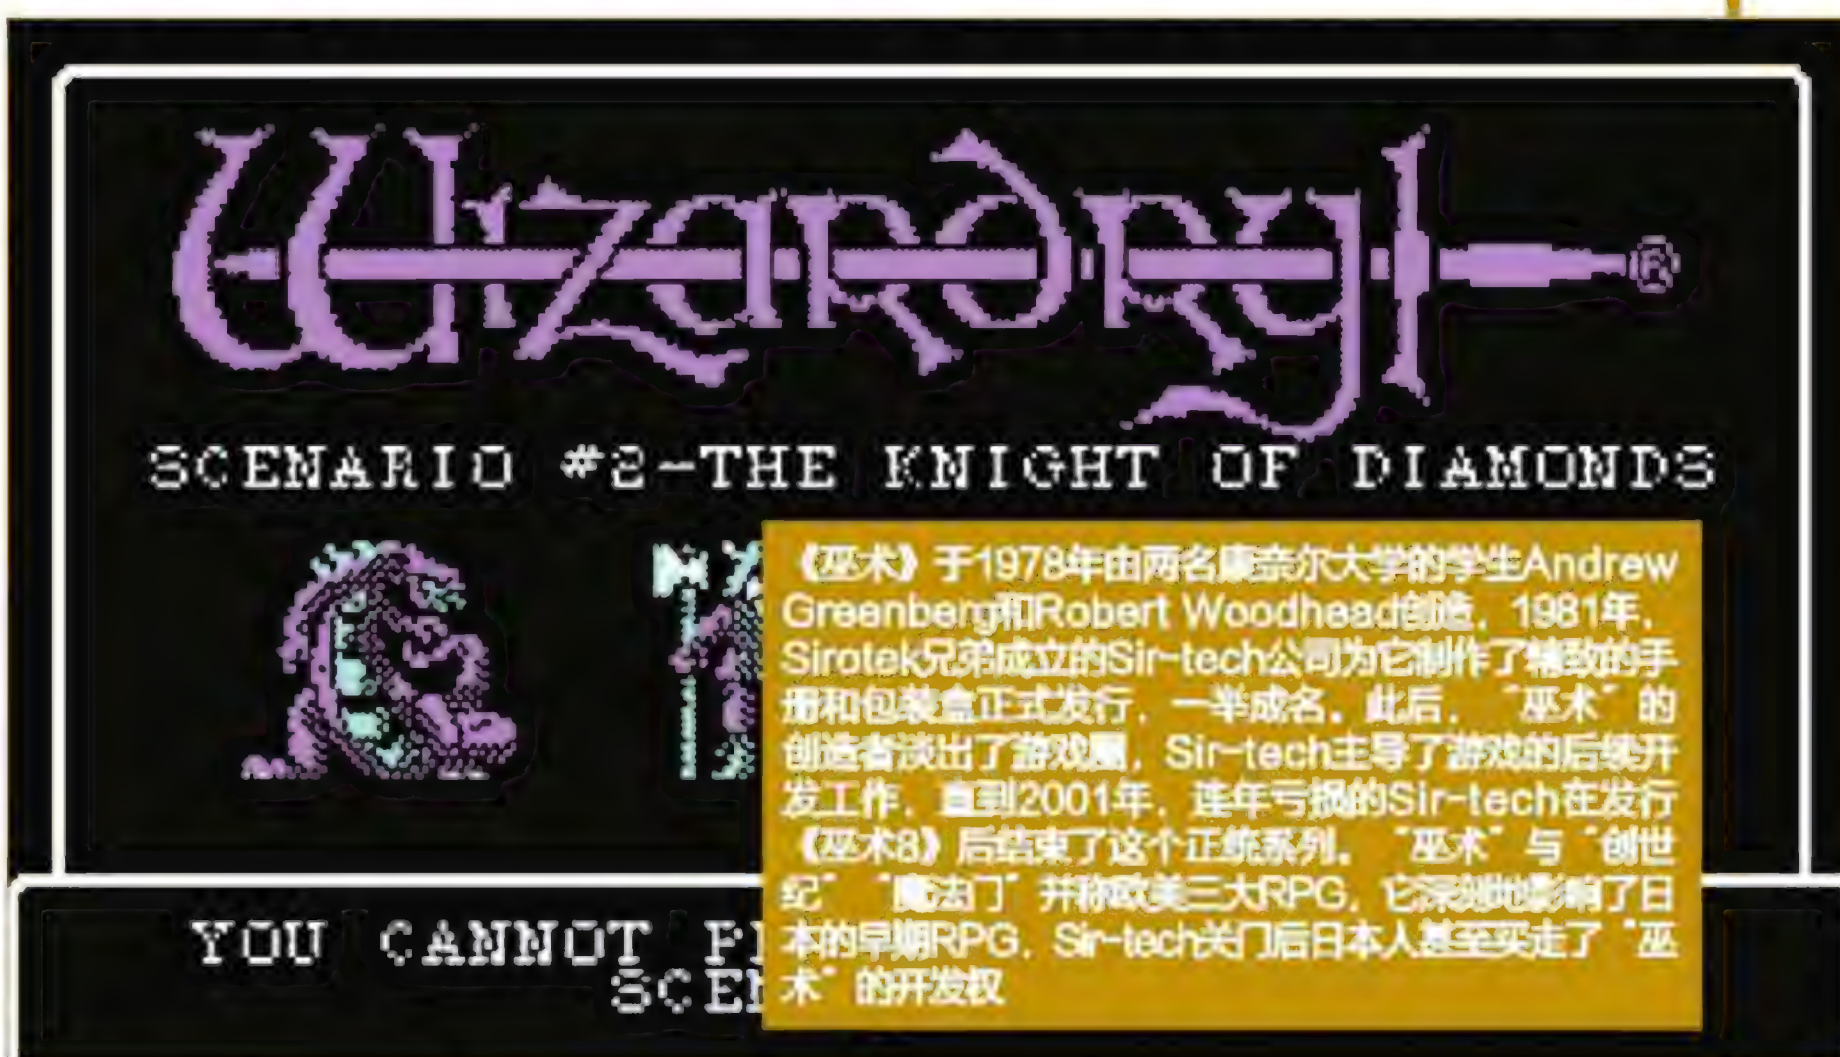 Wizardry
SCENARIO #2-THE KNIGHT OF DIAMONDS
《巫术》于1978年由两名康奈尔大学的学生Andrew
Greenberg和Robert Woodhead创造，1981年，
Sirotek兄弟成立的Sir-tech公司为它制作了精致的手
册和包装盒正式发行，一举成名。此后，“巫术”的
创造者淡出了游戏圈，Sir-tech主导了游戏的后续开
发工作，直到2001年，连年亏损的Sir-tech在发行
《巫术8》后结束了这个正统系列。“巫术”与“创世
纪”“魔法门”并称欧美三大RPG，它深刻地影响了日
本的早期RPG，Sir-tech关门后日本人甚至买走了“巫
术”的开发权
YOU CANNOT